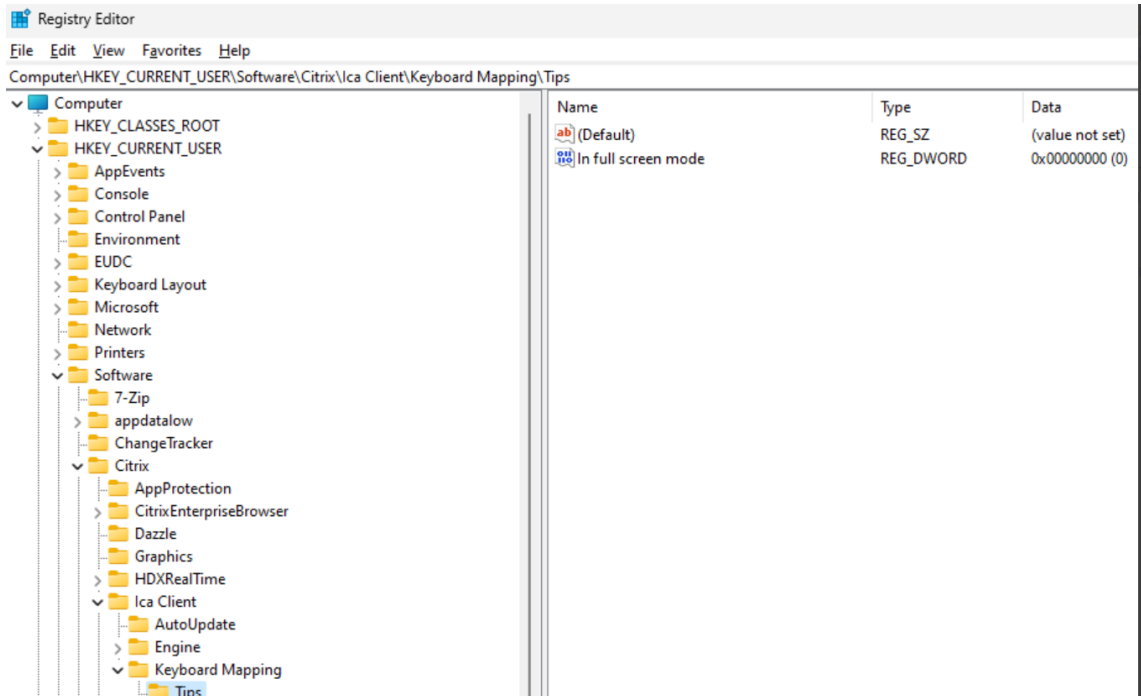 Registry Editor
File Edit View Favorites Help
Computer\HKEY_CURRENT_USER\Software\Citrix\Ica Client\Keyboard Mapping\Tips
Computer
HKEY_CLASSES_ROOT
HKEY_CURRENT_USER
AppEvents
Console
Control Panel
Environment
EUDC
Keyboard Layout
Microsoft
Network
Printers
Software
7-Zip
appdatalow
ChangeTracker
Citrix
AppProtection
CitrixEnterpriseBrowser
Dazzle
Graphics
HDXRealTime
Ica Client
AutoUpdate
Engine
Keyboard Mapping
Tips
Name Type Data
(Default) REG_SZ (value not set)
In full screen mode REG_DWORD 0x00000000 (0)